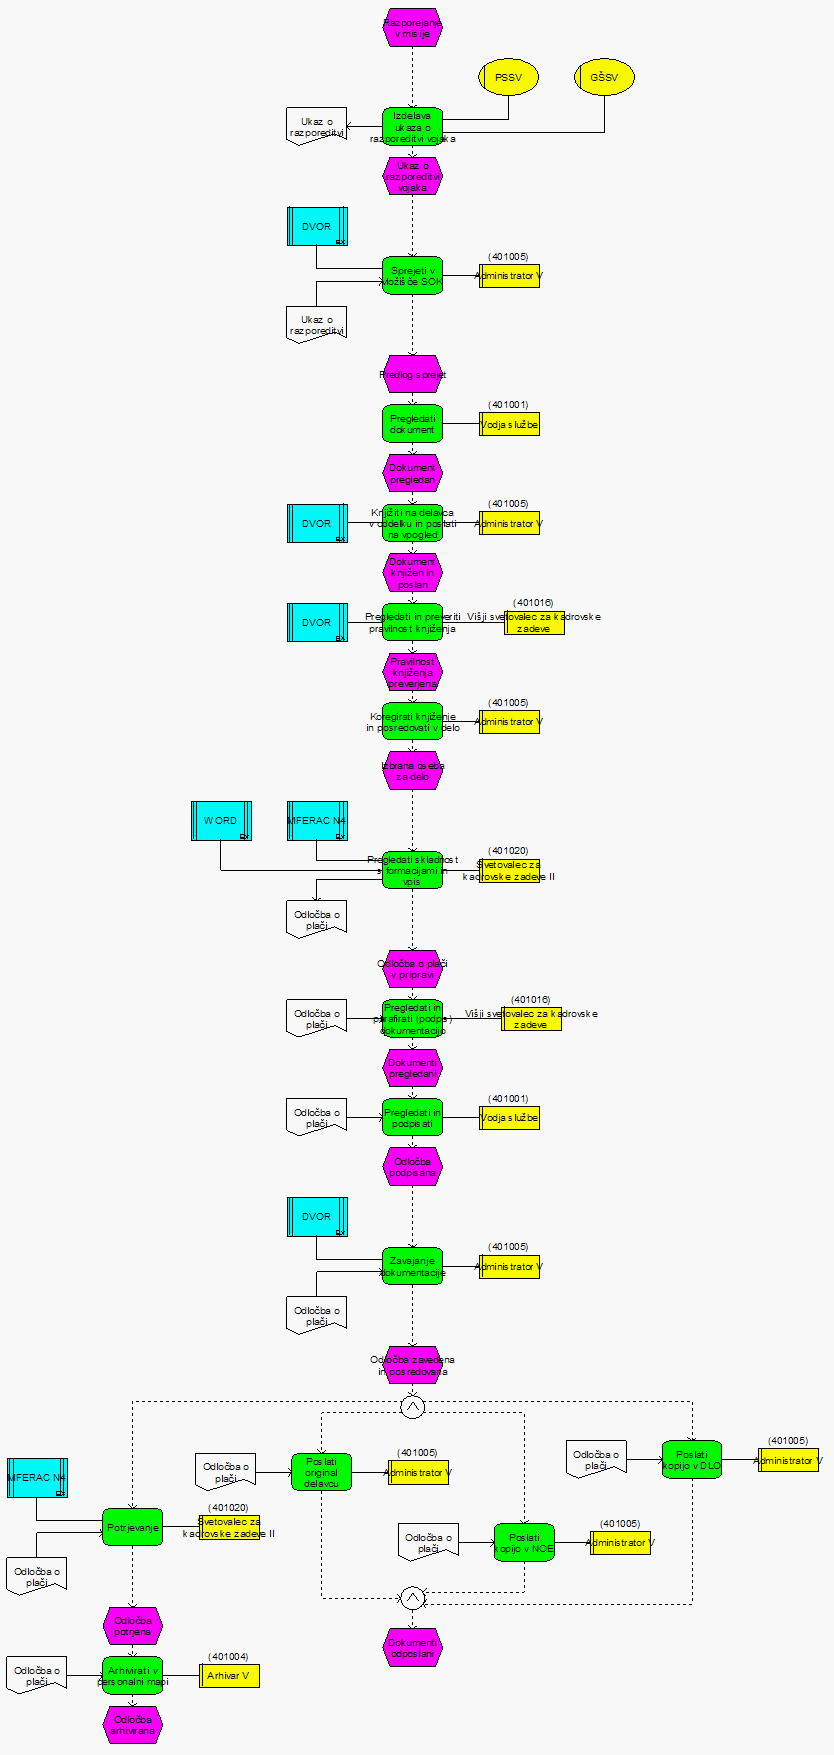 Razporejanje
v misije
PSSV
GŠSV
Ukaz o
razporeditvi
Izdelava
ukaza o
razporeditvi vojaka
Ukaz o
razporeditvi
vojaka
DVOR
(401005)
Sprejeti v
vložišče SOK
Administrator V
Ukaz o
razporeditvi
Predlog sprejet
(401001)
Pregledati
dokument
Vodja službe
Dokument
pregledan
(401005)
DVOR
Knjižiti na delavca
v oddelku in poslati
na vpogled
Administrator V
Dokument
knjižen in
poslan
(401016)
DVOR
Pregledati in preveriti
pravilnost knjiženja
Višji svetovalec za kadrovske
zadeve
Pravilnost
knjiženja
preverjena
(401005)
Koregirati knjiženje
in posredovati v delo
Administrator V
Izbrana oseba
za delo
WORD
MFERAC N4
(401020)
Pregledati skladnost
s formacijami in
vpis
Svetovalec za
kadrovske zadeve II
Odločba o
plači
Odločba o plači
v pripravi
(401016)
Odločba o
plači
Pregledati in
parafirati (podpis)
dokumentacijo
Višji svetovalec za kadrovske
zadeve
Dokumenti
pregledani
(401001)
Odločba o
plači
Pregledati in
podpisati
Vodja službe
Odločba
podpisana
DVOR
(401005)
Zavajanje
dokumentacije
Administrator V
Odločba o
plači
Odločba zavedena
in posredovana
(401005)
Odločba o
plači
Poslati
kopijo v DLO
Administrator V
(401005)
Odločba o
plači
Poslati
original
delavcu
Administrator V
MFERAC N4
(401020)
Potrjevanje
Svetovalec za
kadrovske zadeve II
(401005)
Odločba o
plači
Poslati
kopijo v NOE
Administrator V
Odločba o
plači
Odločba
potrjena
Dokumenti
odposlani
(401004)
Odločba o
plači
Arhivirati v
personalni mapi
Arhivar V
Odločba
arhivirana